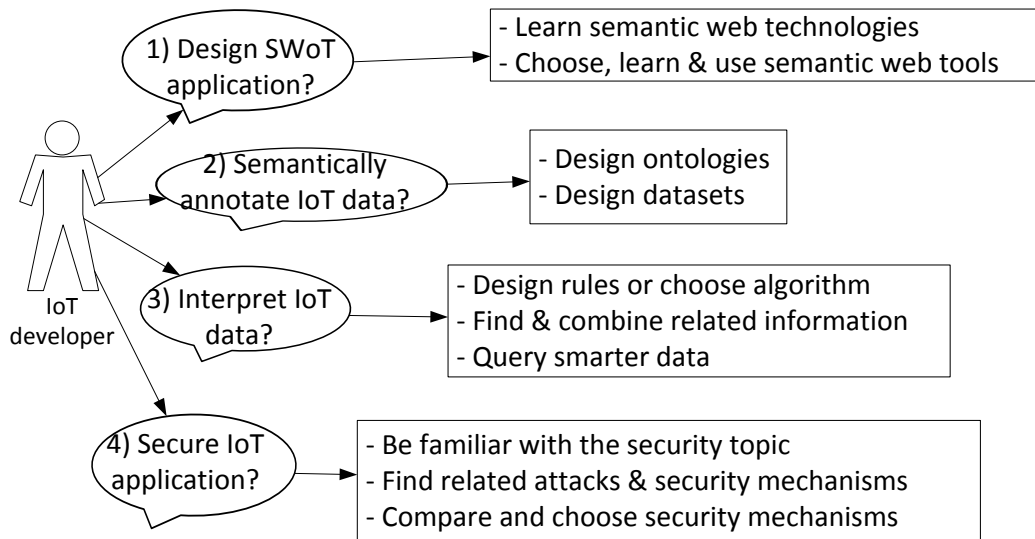 1) Design SWoT
application?
- Learn semantic web technologies
- Choose, learn & use semantic web tools
2) Semantically
annotate IoT data?
- Design ontologies
- Design datasets
IoT
developer
3) Interpret IoT
data?
- Design rules or choose algorithm
- Find & combine related information
- Query smarter data
4) Secure IoT
application?
- Be familiar with the security topic
- Find related attacks & security mechanisms
- Compare and choose security mechanisms